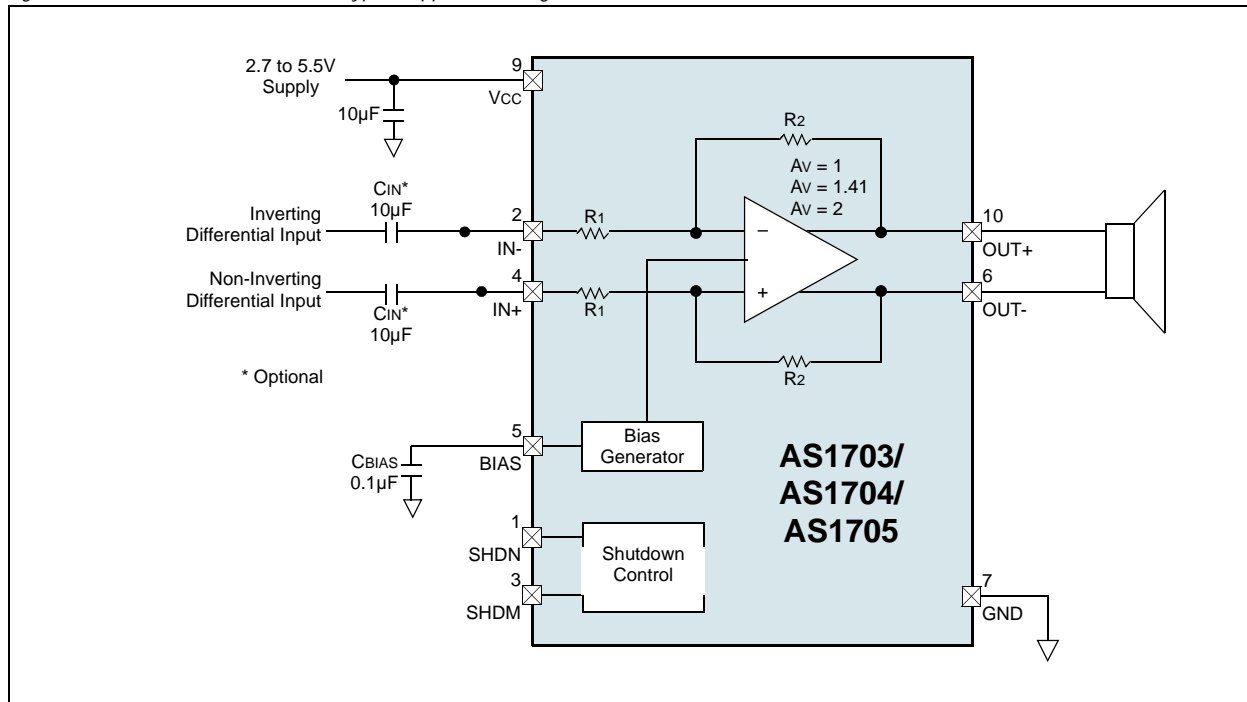 9
2.7 to 5.5V
Supply
VCC
10µF
R2
AV = 1
AV = 1.41
AV = 2
CIN*
10µF
Inverting
Differential Input
2
IN-
R1
−
10
OUT+
Non-Inverting
Differential Input
4
IN+
R1
+
6
OUT-
CIN*
10µF
R2
* Optional
5
BIAS
Bias
Generator
CBIAS
0.1µF
AS1703/
AS1704/
AS1705
1
SHDN
Shutdown
Control
3
SHDM
7
GND